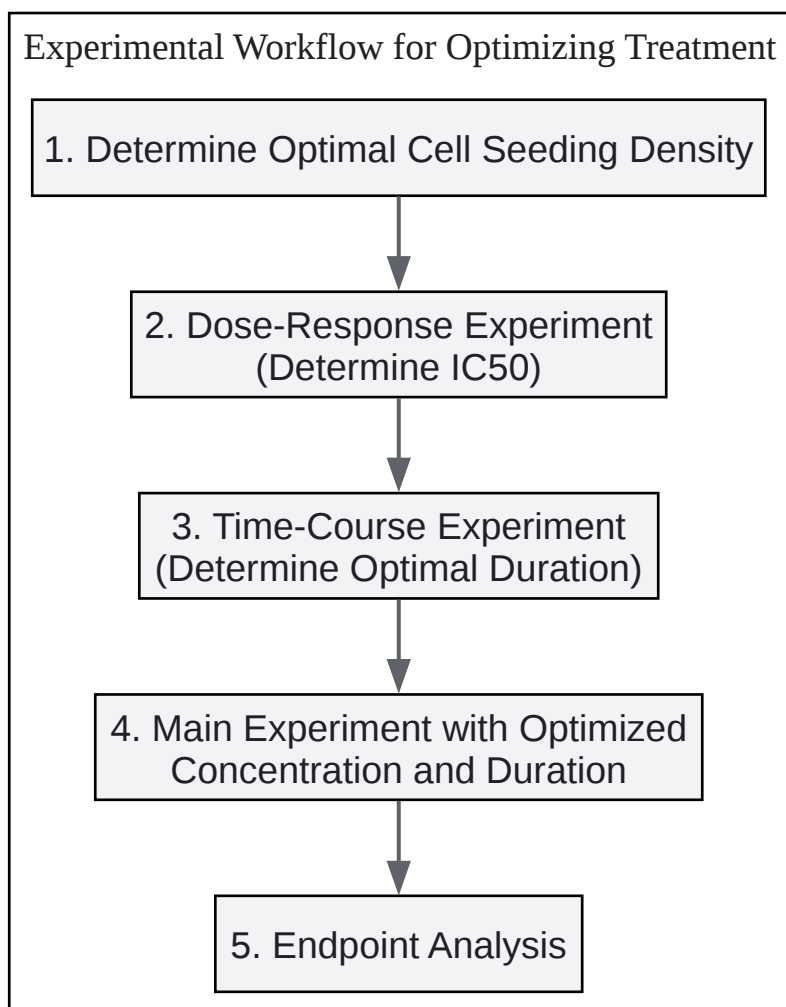 Experimental Workflow for Optimizing Treatment
1. Determine Optimal Cell Seeding Density
2. Dose-Response Experiment
(Determine IC50)
3. Time-Course Experiment
(Determine Optimal Duration)
4. Main Experiment with Optimized
Concentration and Duration
5. Endpoint Analysis